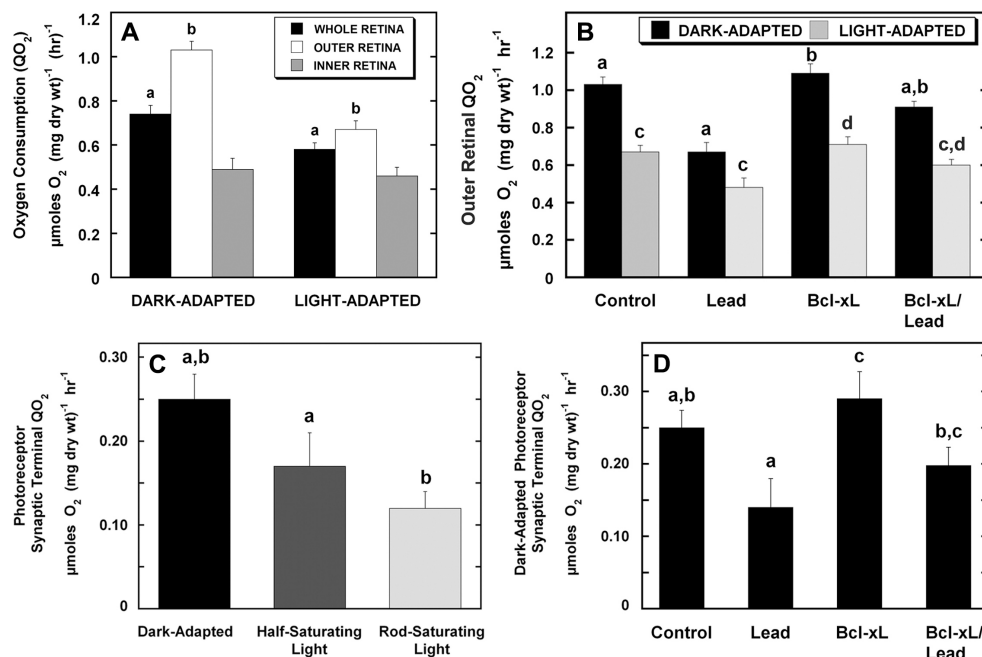 A
WHOLE RETINA
OUTER RETINA
INNER RETINA
Oxygen Consumption (QO2)
µmoles O2 (mg dry wt)-1 (hr)-1
1.2
1.0
0.8
0.6
0.4
0.2
0
a
b
a
b
DARK-ADAPTED
LIGHT-ADAPTED
B
DARK-ADAPTED
LIGHT-ADAPTED
Outer Retinal QO2
µmoles O2 (mg dry wt)-1 hr-1
1.2
1.0
0.8
0.6
0.4
0.2
0
a
c
a
c
b
d
a,b
c,d
Control
Lead
Bcl-xL
Bcl-xL/
Lead
C
Photoreceptor
Synaptic Terminal QO2
µmoles O2 (mg dry wt)-1 hr-1
0.30
0.20
0.10
0
a,b
a
b
Dark-Adapted
Half-Saturating
Light
Rod-Saturating
Light
D
Dark-Adapted Photoreceptor
Synaptic Terminal QO2
µmoles O2 (mg dry wt)-1 hr-1
0.30
0.20
0.10
0
a,b
a
c
b,c
Control
Lead
Bcl-xL
Bcl-xL/
Lead